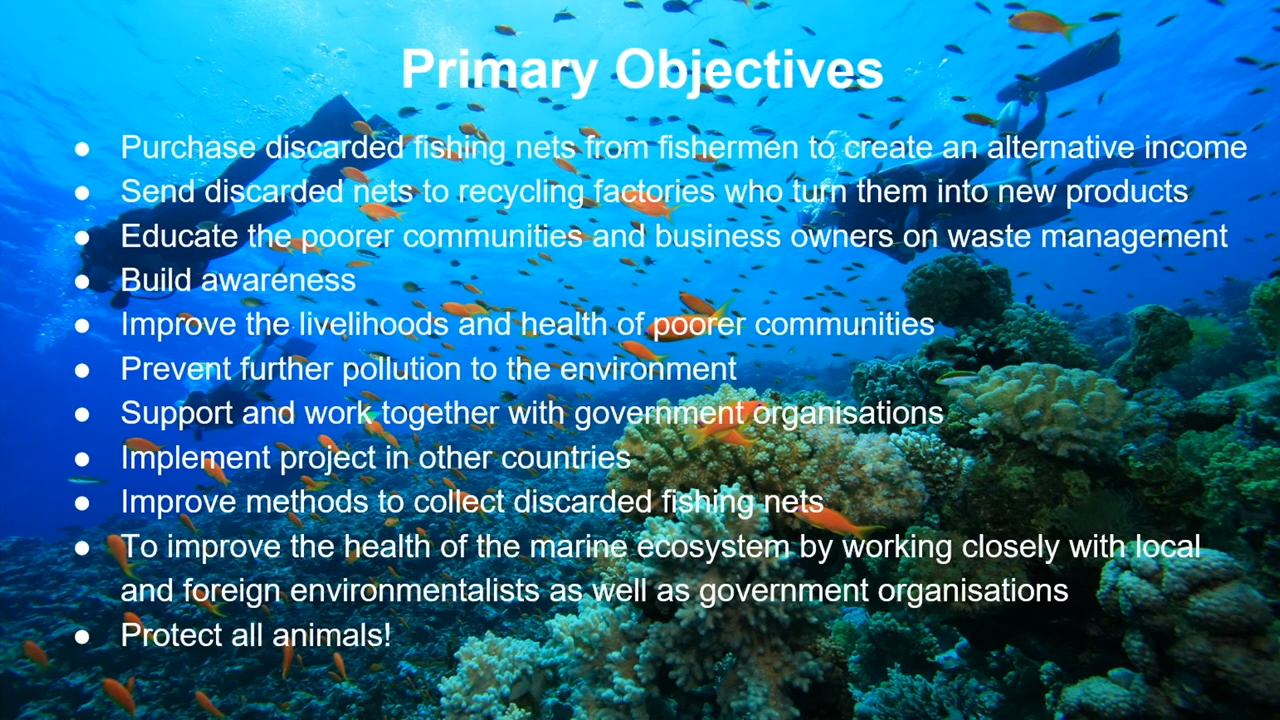 Primary Objectives
● Purchase discarded fishing nets from fishermen to create an alternative income
● Send discarded nets to recycling factories who turn them into new products
● Educate the poorer communities and business owners on waste management
● Build awareness
● Improve the livelihoods and health of poorer communities
● Prevent further pollution to the environment
● Support and work together with government organisations
● Implement project in other countries
● Improve methods to collect discarded fishing nets
● To improve the health of the marine ecosystem by working closely with local
and foreign environmentalists as well as government organisations
● Protect all animals!